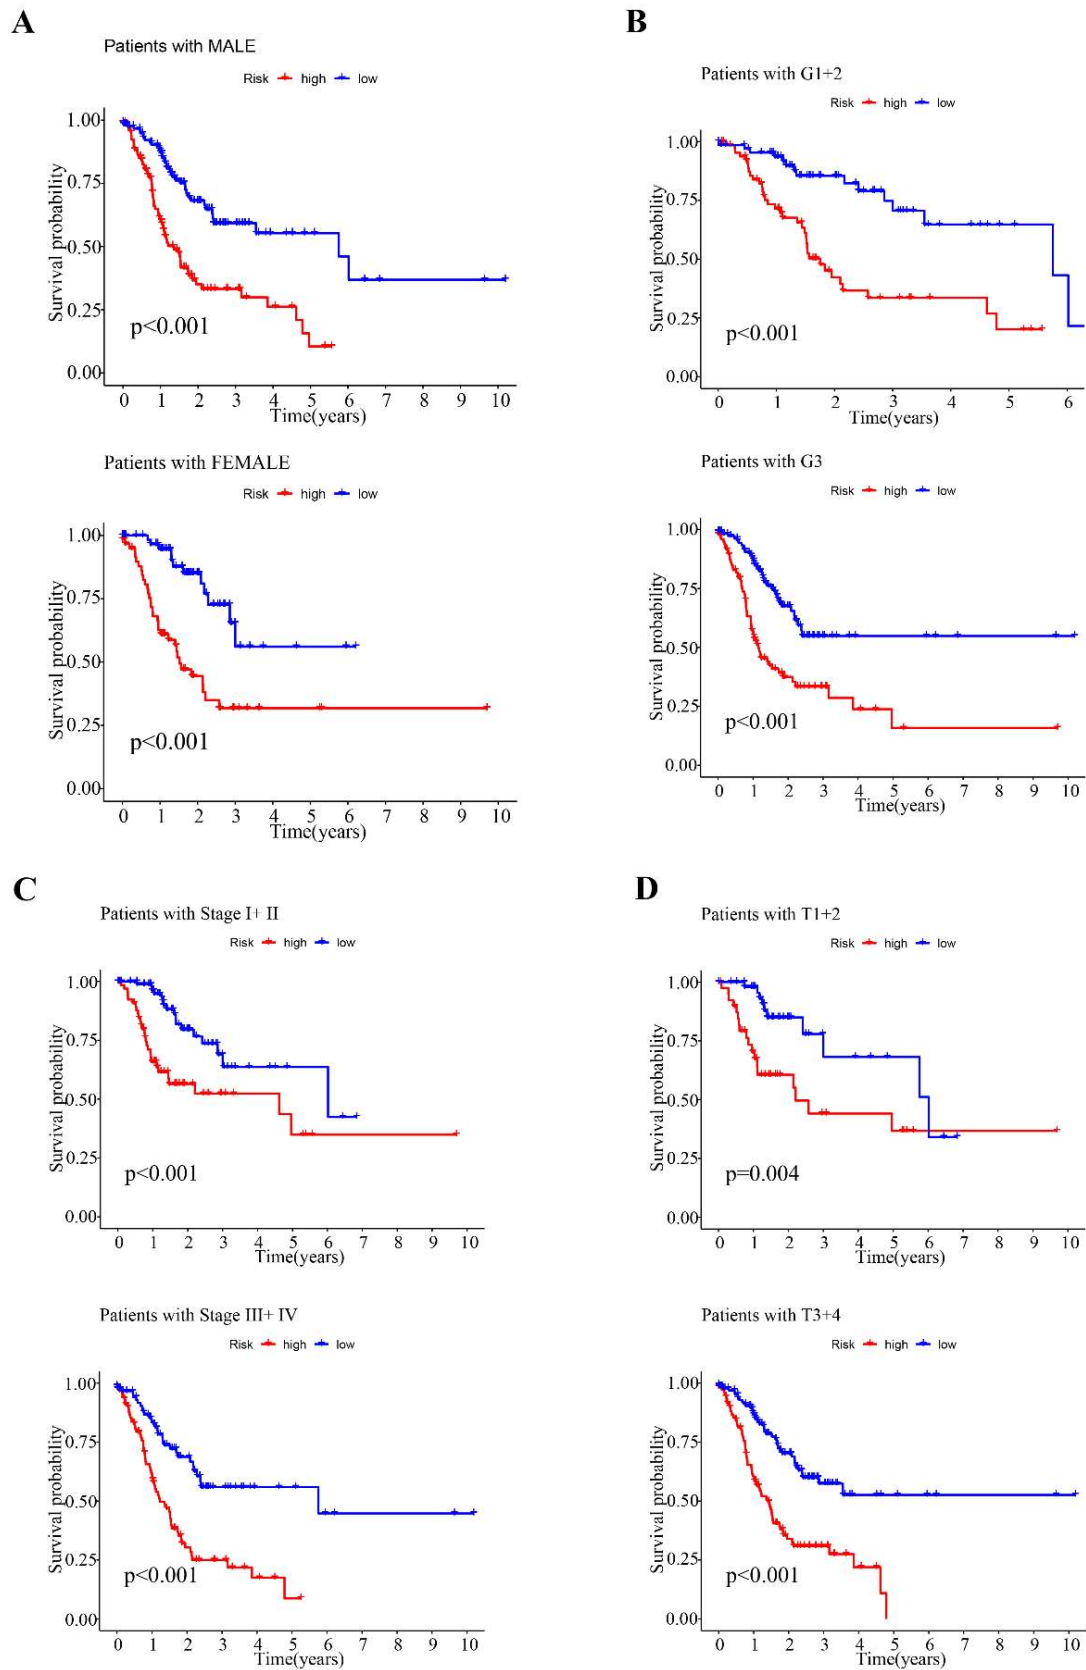 A
Patients with MALE
Risk high low
Survival probability
1.00
0.75
0.50
0.25
0.00
p<0.001
0 1 2 3 4 5 6 7 8 9 10
Time(years)
Patients with FEMALE
Risk high low
Survival probability
1.00
0.75
0.50
0.25
0.00
p<0.001
0 1 2 3 4 5 6 7 8 9 10
Time(years)
B
Patients with G1+2
Risk high low
Survival probability
1.00
0.75
0.50
0.25
0.00
p<0.001
0 1 2 3 4 5 6
Time(years)
Patients with G3
Risk high low
Survival probability
1.00
0.75
0.50
0.25
0.00
p<0.001
0 1 2 3 4 5 6 7 8 9 10
Time(years)
C
Patients with Stage I+ II
Risk high low
Survival probability
1.00
0.75
0.50
0.25
0.00
p<0.001
0 1 2 3 4 5 6 7 8 9 10
Time(years)
Patients with Stage III+ IV
Risk high low
Survival probability
1.00
0.75
0.50
0.25
0.00
p<0.001
0 1 2 3 4 5 6 7 8 9 10
Time(years)
D
Patients with T1+2
Risk high low
Survival probability
1.00
0.75
0.50
0.25
0.00
p=0.004
0 1 2 3 4 5 6 7 8 9 10
Time(years)
Patients with T3+4
Risk high low
Survival probability
1.00
0.75
0.50
0.25
0.00
p<0.001
0 1 2 3 4 5 6 7 8 9 10
Time(years)